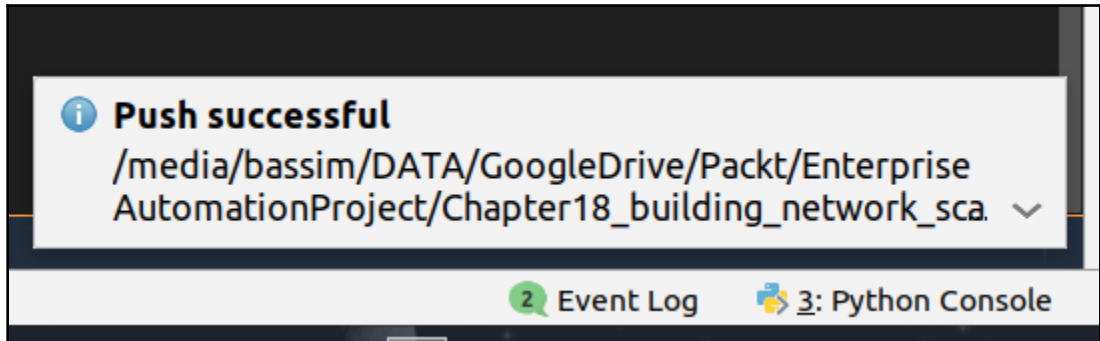 Push successful
/media/bassim/DATA/GoogleDrive/Packt/Enterprise
AutomationProject/Chapter18_building_network_sca.
2 Event Log 3: Python Console